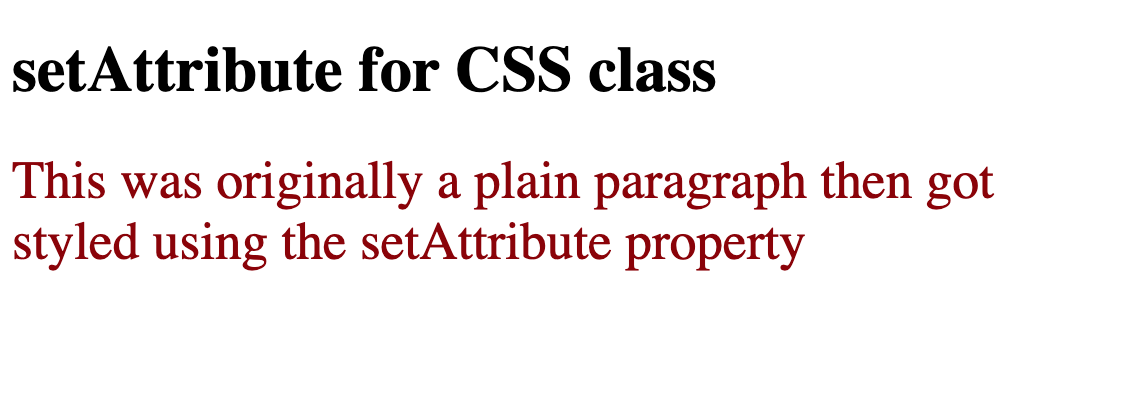 setAttribute for CSS class
This was originally a plain paragraph then got
styled using the setAttribute property